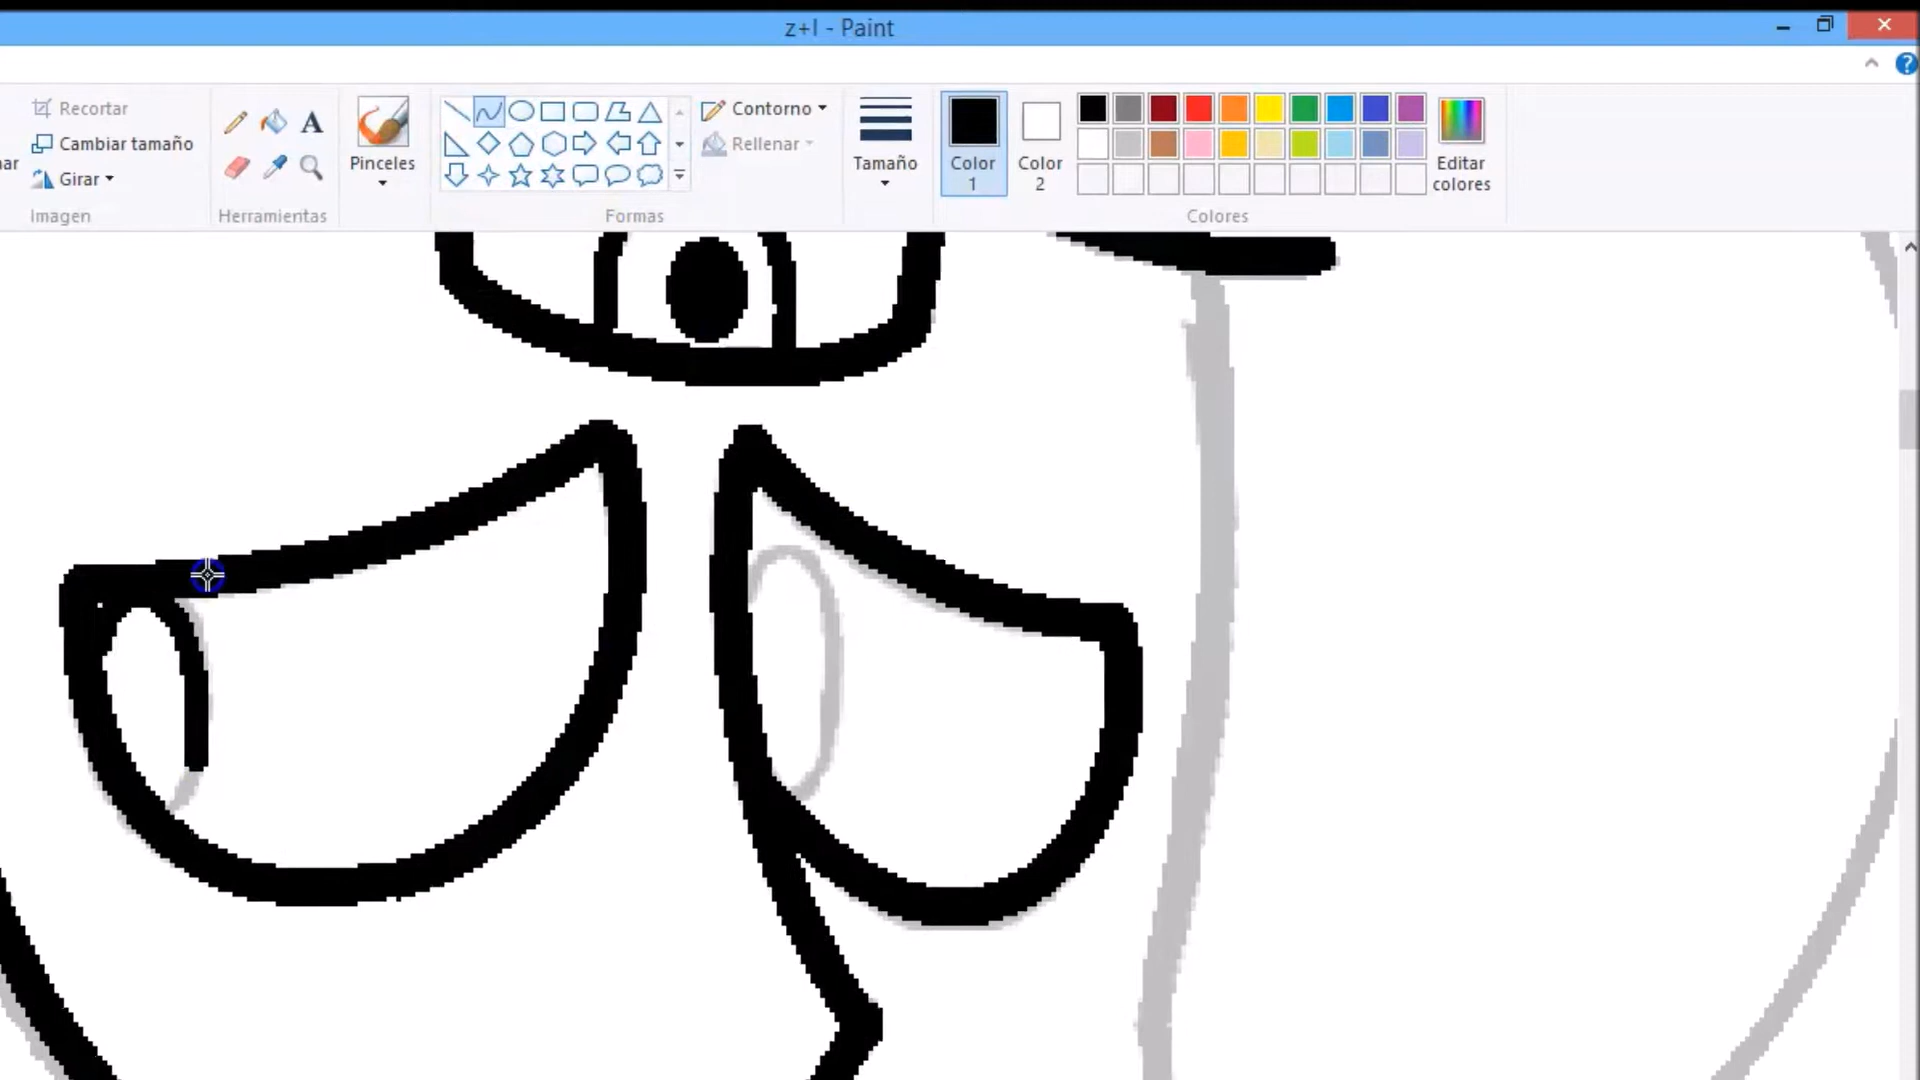 z+l - Paint
Recortar
Cambiar tamaño
Girar
Imagen
A
Herramientas
Pinceles
Formas
Contorno
Rellenar
Tamaño
Color
1
Color
2
Colores
Editar
colores
?